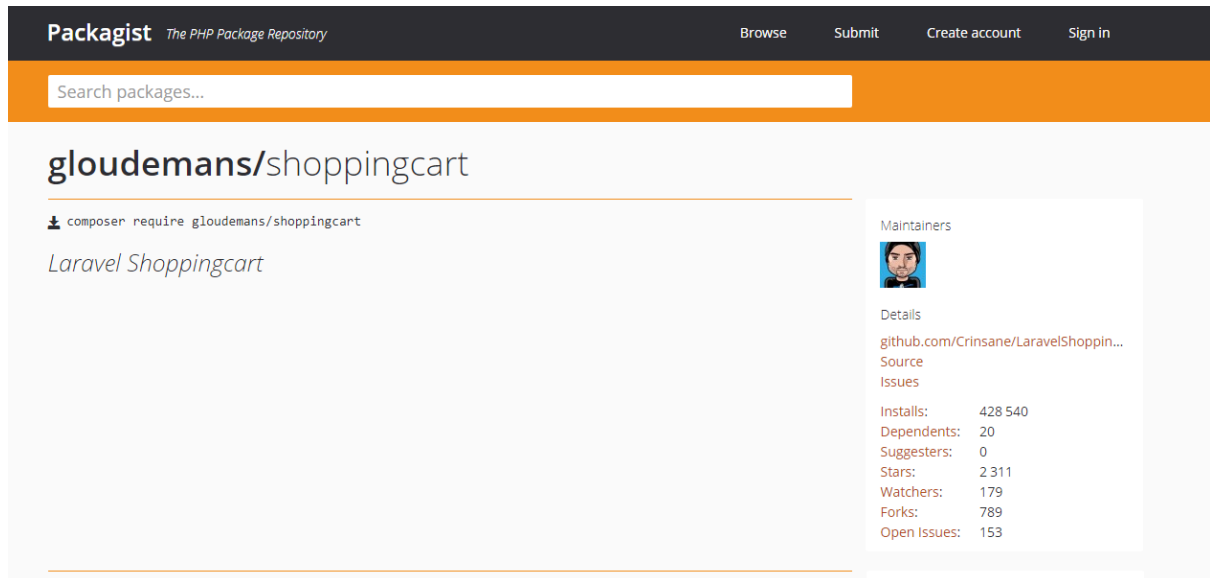 Packagist The PHP Package Repository Browse Submit Create account Sign in
Search packages...
gloudemans/shoppingcart
composer require gloudemans/shoppingcart
Laravel Shoppingcart
Maintainers
Details
github.com/Crinsane/LaravelShoppin...
Source
Issues
Installs: 428 540
Dependents: 20
Suggesters: 0
Stars: 2 311
Watchers: 179
Forks: 789
Open Issues: 153